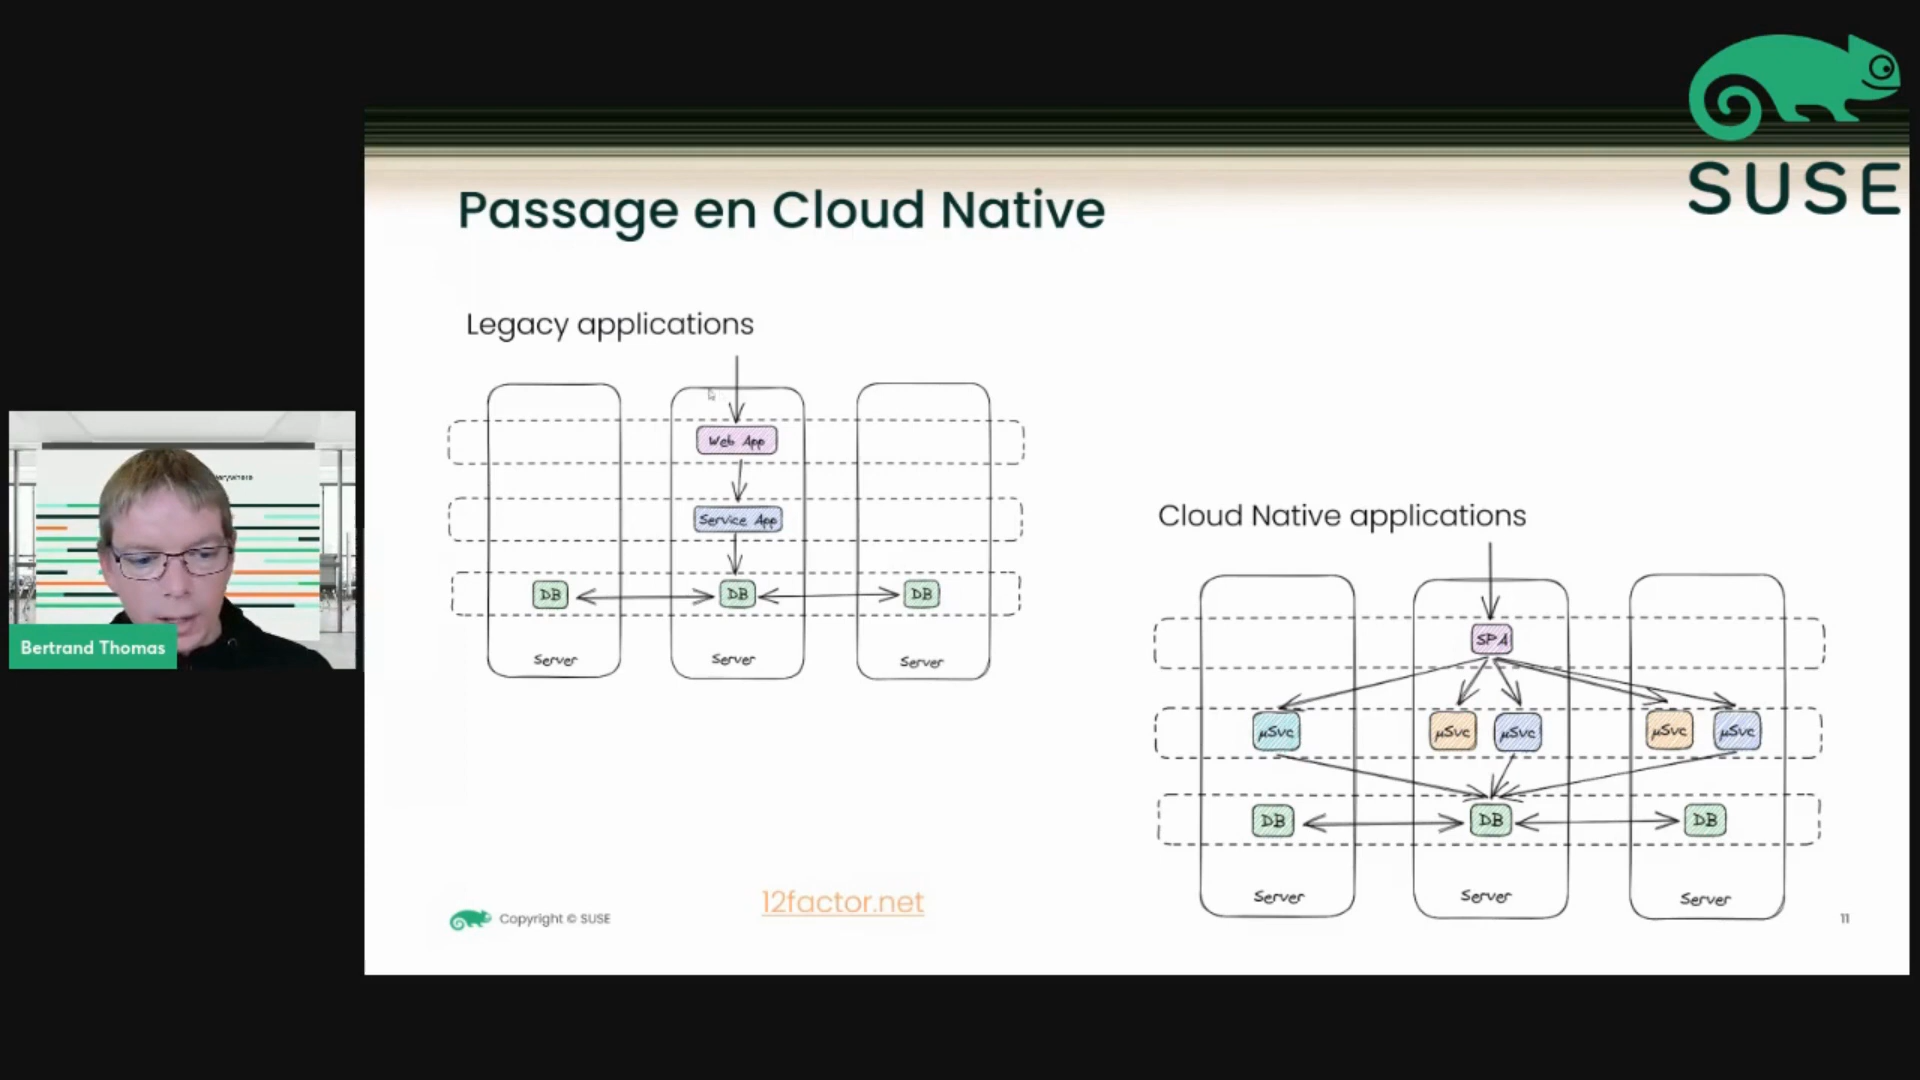 SUSE
Passage en Cloud Native
Legacy applications
Web App
Service App
DB
DB
DB
Server
Server
Server
Cloud Native applications
SPA
µSvc
µSvc
µSvc
µSvc
µSvc
DB
DB
DB
Server
Server
Server
12factor.net
Copyright © SUSE
11
Bertrand Thomas